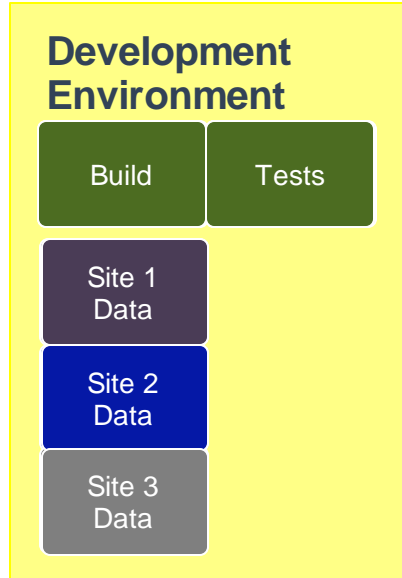 Development
Environment
Build
Tests
Site 1
Data
Site 2
Data
Site 3
Data